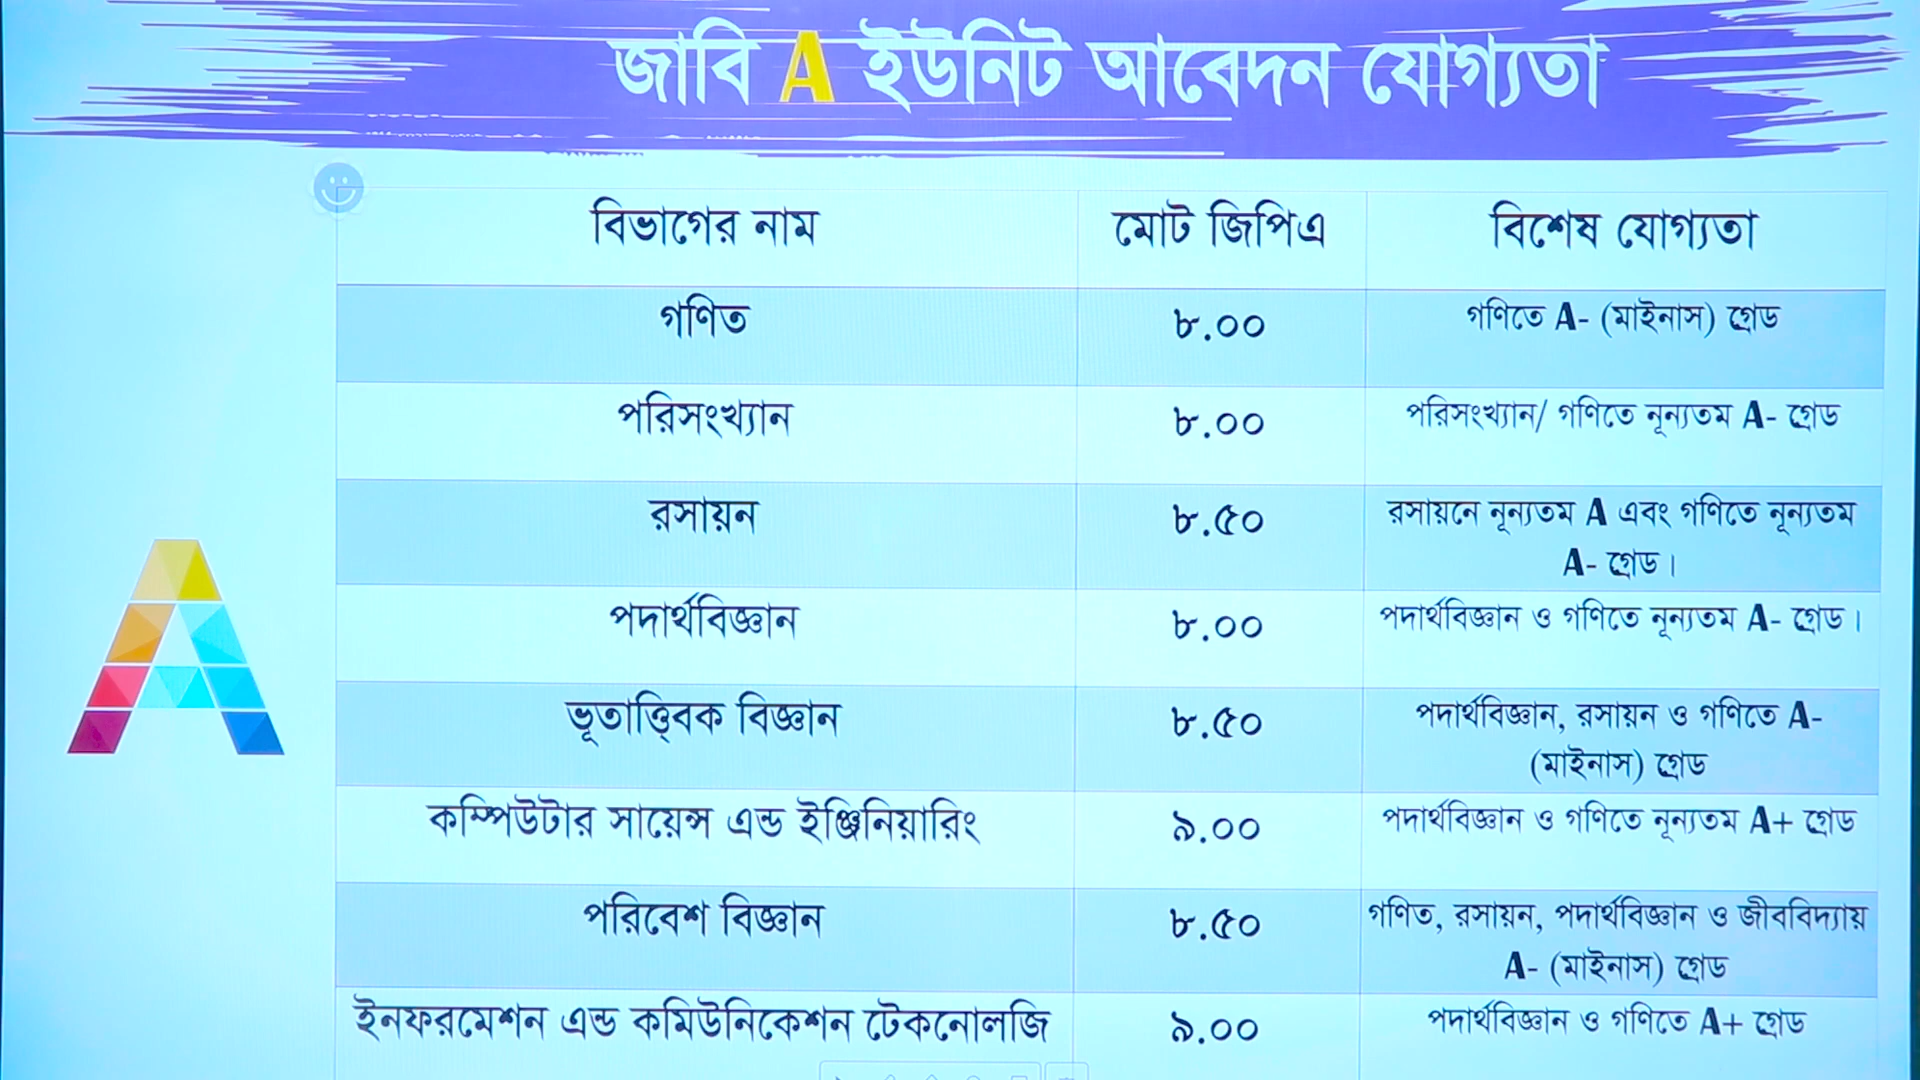 জাবি A ইউনিট আবেদন যোগ্যতা
বিভাগের নাম মোট জিপিএ বিশেষ যোগ্যতা
গণিত ৮.০০ গণিতে A- (মাইনাস) গ্রেড
পরিসংখ্যান ৮.০০ পরিসংখ্যান/ গণিতে নূন্যতম A- গ্রেড
রসায়ন ৮.৫০ রসায়নে নূন্যতম A এবং গণিতে নূন্যতম
A- গ্রেড।
পদার্থবিজ্ঞান ৮.০০ পদার্থবিজ্ঞান ও গণিতে নূন্যতম A- গ্রেড।
ভূতাত্ত্বিক বিজ্ঞান ৮.৫০ পদার্থবিজ্ঞান, রসায়ন ও গণিতে A-
(মাইনাস) গ্রেড
কম্পিউটার সায়েন্স এন্ড ইঞ্জিনিয়ারিং ৯.০০ পদার্থবিজ্ঞান ও গণিতে নূন্যতম A+ গ্রেড
পরিবেশ বিজ্ঞান ৮.৫০ গণিত, রসায়ন, পদার্থবিজ্ঞান ও জীববিদ্যায়
A- (মাইনাস) গ্রেড
ইনফরমেশন এন্ড কমিউনিকেশন টেকনোলজি ৯.০০ পদার্থবিজ্ঞান ও গণিতে A+ গ্রেড